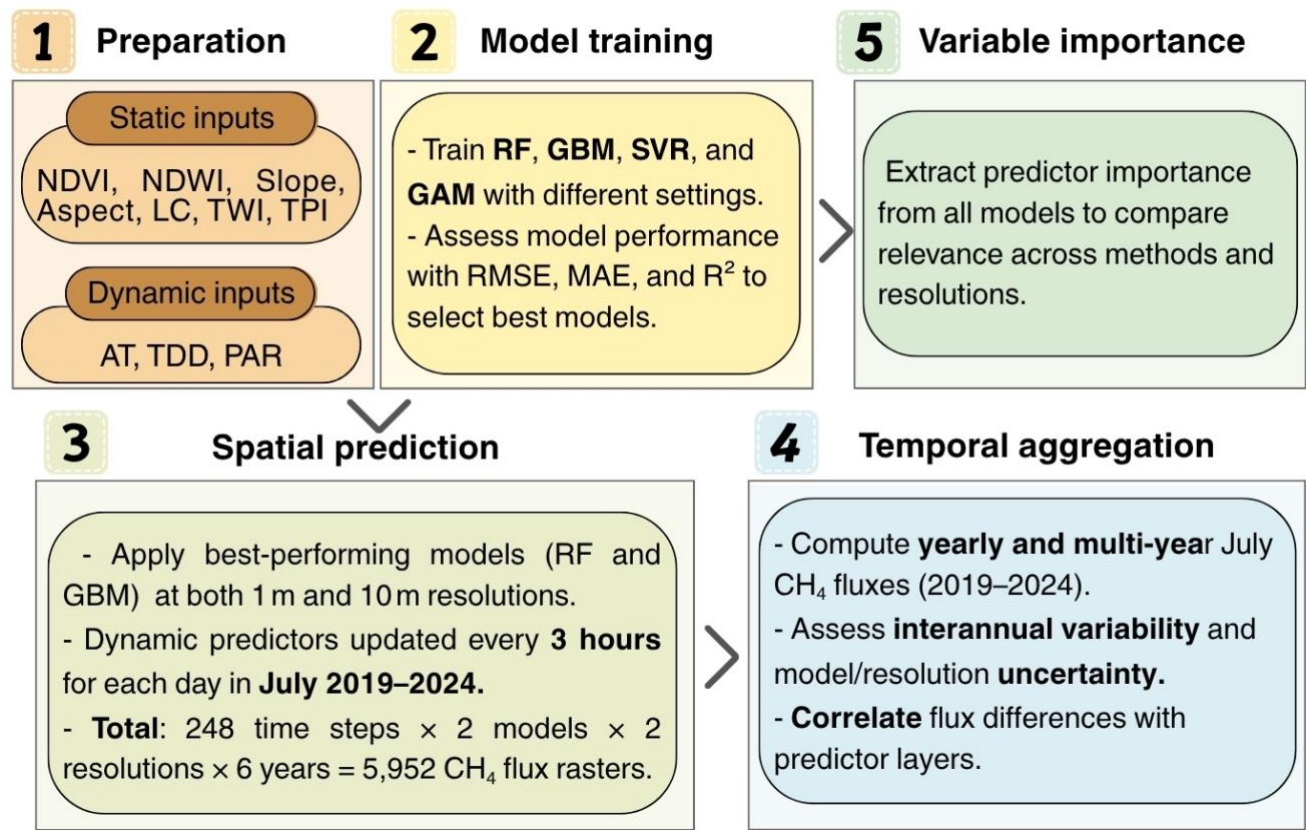 1 Preparation
Static inputs
NDVI, NDWI, Slope,
Aspect, LC, TWI, TPI
Dynamic inputs
AT, TDD, PAR
2 Model training
- Train RF, GBM, SVR, and
GAM with different settings.
- Assess model performance
with RMSE, MAE, and R² to
select best models.
5 Variable importance
Extract predictor importance
from all models to compare
relevance across methods and
resolutions.
3 Spatial prediction
- Apply best-performing models (RF and
GBM) at both 1 m and 10 m resolutions.
- Dynamic predictors updated every 3 hours
for each day in July 2019–2024.
- Total: 248 time steps × 2 models × 2
resolutions × 6 years = 5,952 CH₄ flux rasters.
4 Temporal aggregation
- Compute yearly and multi-year July
CH₄ fluxes (2019–2024).
- Assess interannual variability and
model/resolution uncertainty.
- Correlate flux differences with
predictor layers.